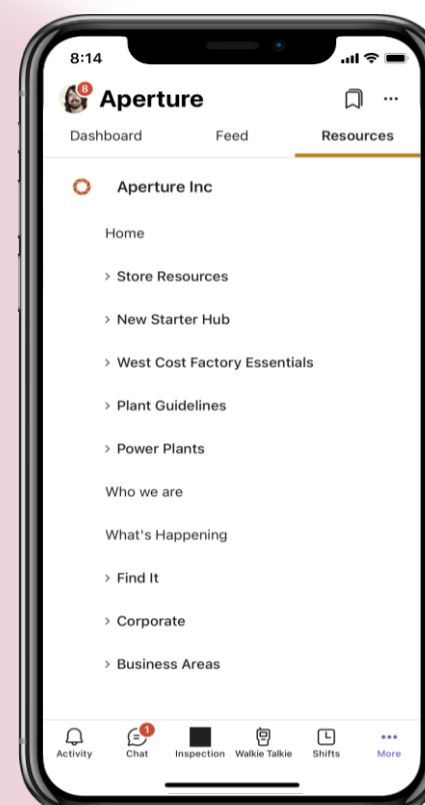 8:14
8
Aperture
Dashboard Feed Resources
Aperture Inc
Home
> Store Resources
> New Starter Hub
> West Cost Factory Essentials
> Plant Guidelines
> Power Plants
Who we are
What's Happening
> Find It
> Corporate
> Business Areas
1
Activity Chat Inspection Walkie Talkie Shifts More